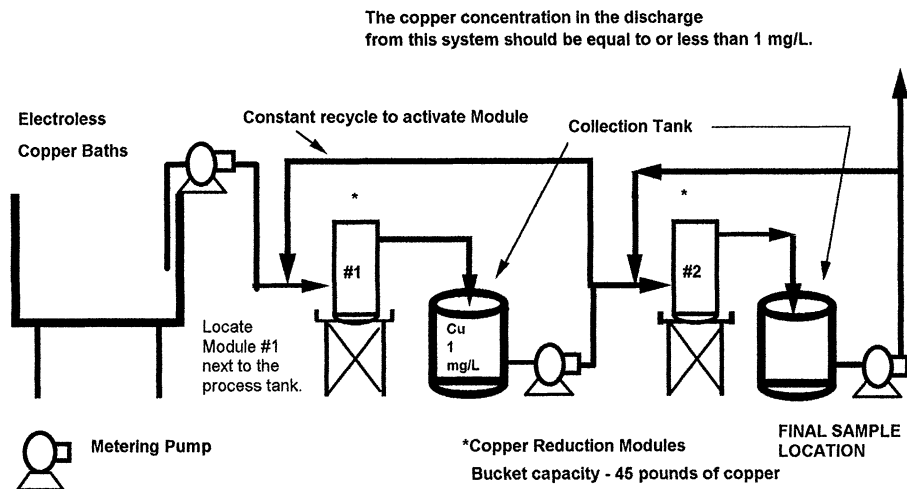 The copper concentration in the discharge
from this system should be equal to or less than 1 mg/L.
Electroless
Copper Baths
Constant recycle to activate Module
Collection Tank
*
*
#1
#2
Cu
1
mg/L
Locate
Module #1
next to the
process tank.
Metering Pump
*Copper Reduction Modules
Bucket capacity - 45 pounds of copper
FINAL SAMPLE
LOCATION